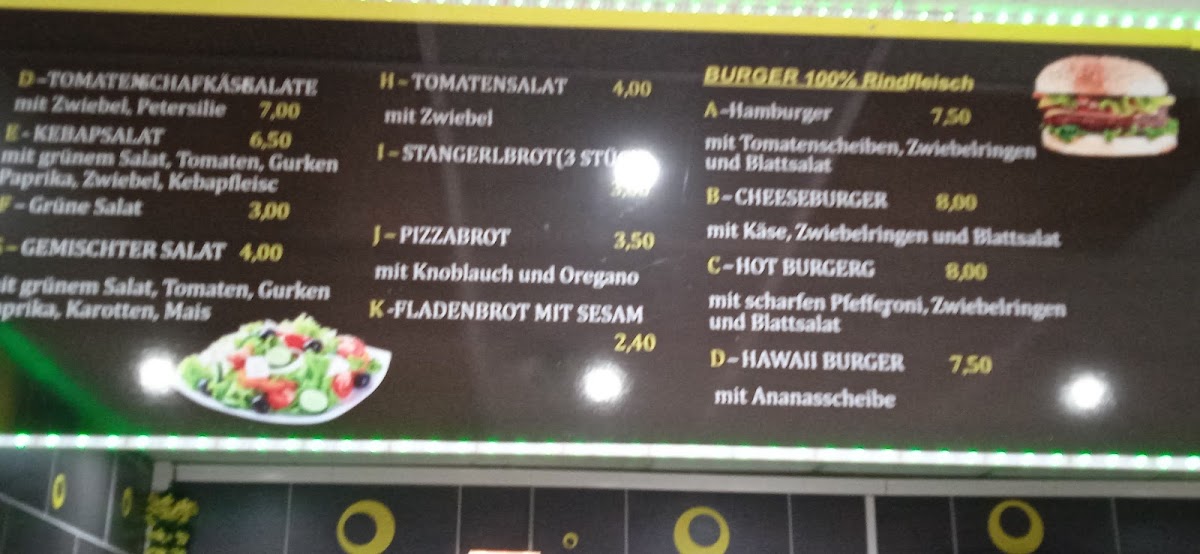 D-TOMATENSCHAFKÄSSALATE
mit Zwiebel, Petersilie 7,00
E-KEBAPSALAT 6,50
mit grünem Salat, Tomaten, Gurken
Paprika, Zwiebel, Kebapfleisc
F-Grüne Salat 3,00
-GEMISCHTER SALAT 4,00
mit grünem Salat, Tomaten, Gurken
aprika, Karotten, Mais
H-TOMATENSALAT 4,00
mit Zwiebel
I-STANGERLBROT(3
J-PIZZABROT 3,50
mit Knoblauch und Oregano
K-FLADENBROT MIT SESAM
2,40
BURGER 100% Rindfleisch
A-Hamburger 7,50
mit Tomatenscheiben, Zwiebelringen
und Blattsalat
B-CHEESEBURGER 8,00
mit Käse, Zwiebelringen und Blattsalat
C-HOT BURGERG 8,00
mit scharfen Pfefferoni, Zwiebelringen
und Blattsalat
D-HAWAII BURGER 7,50
mit Ananasscheibe